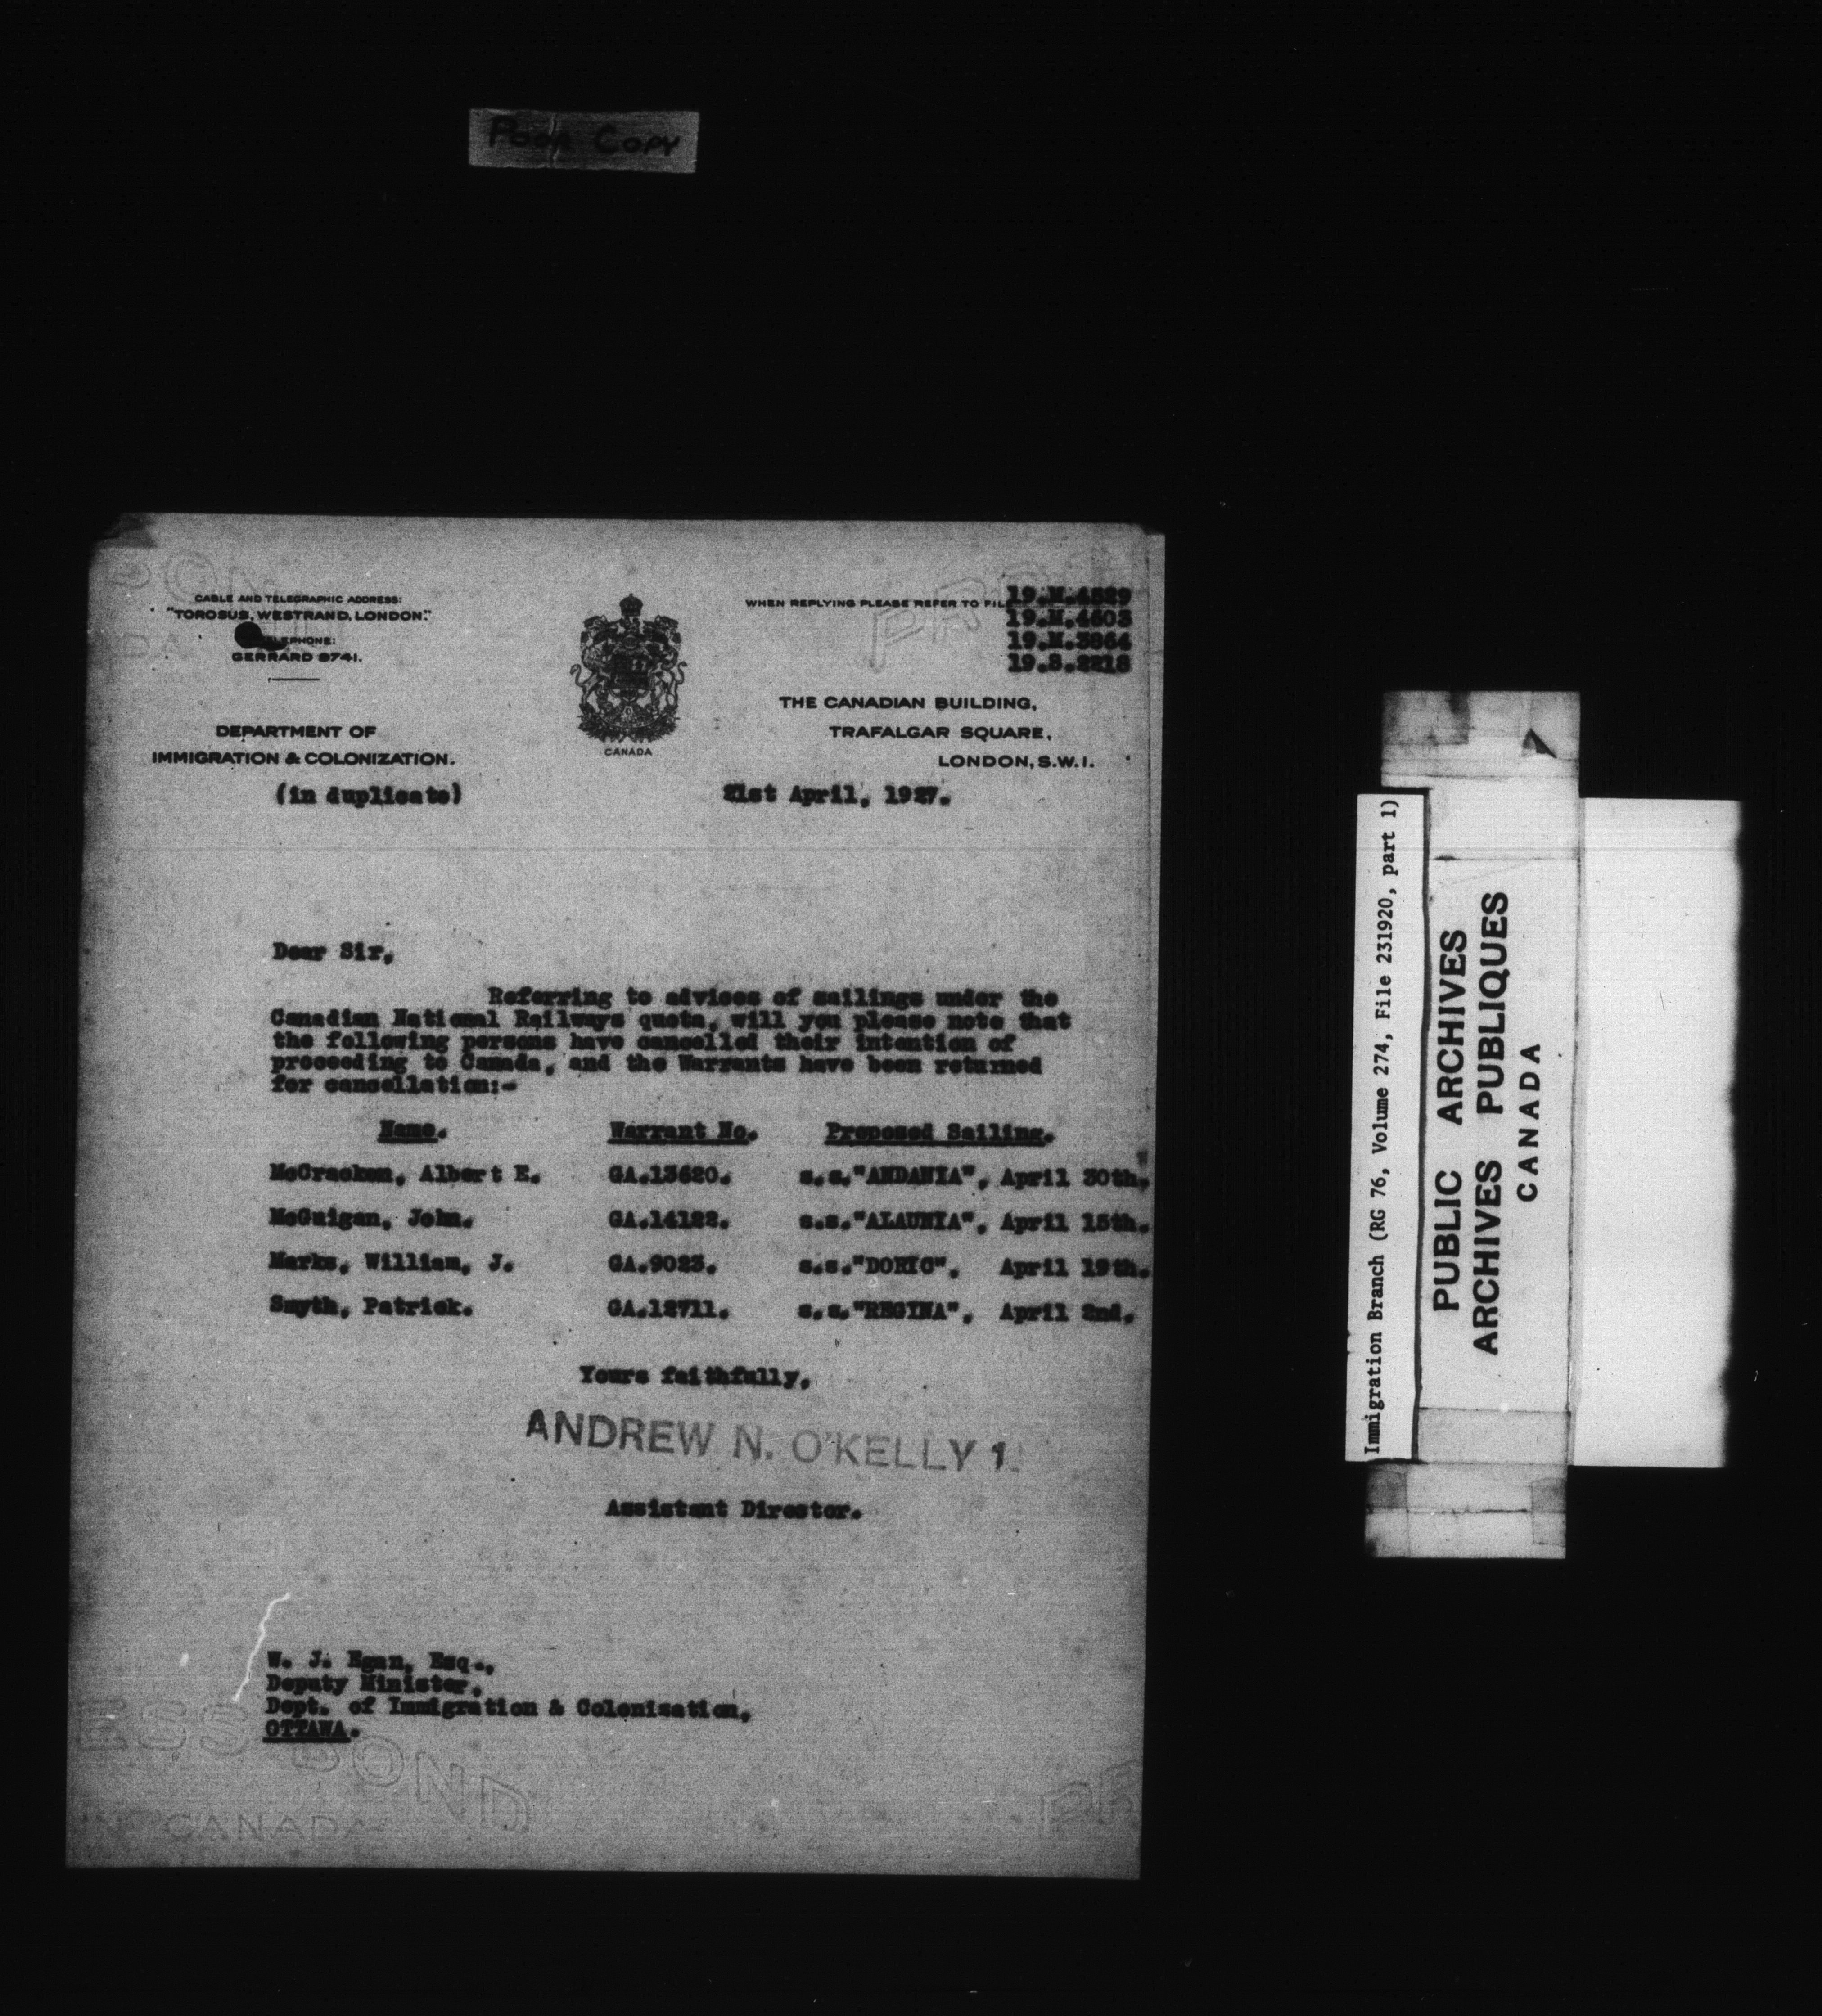 Poor Copy
CABLE AND TELEGRAPHIC ADDRESS:
"TOROSUS, WESTRAND, LONDON."
TELEPHONE:
GERRARD 8741.
DEPARTMENT OF
IMMIGRATION & COLONIZATION.
(in duplicate)
CANADA
WHEN REPLYING PLEASE REFER TO FIL
19.M.4529
19.M.4603
19.M.3864
19.S.2218
THE CANADIAN BUILDING,
TRAFALGAR SQUARE,
LONDON, S.W.1.
21st April, 1927.
Dear Sir,
Referring to advices of sailings under the
Canadian National Railways quota, will you please note that
the following persons have cancelled their intention of
proceeding to Canada, and the Warrants have been returned
for cancellation:-
Name. Warrant No. Proposed Sailing.
McCracken, Albert E. GA.13620. s.s."ANDANIA", April 30th.
McGuigan, John. GA.14122. s.s."ALAUNIA", April 15th.
Marks, William, J. GA.9023. s.s."DORIC", April 19th.
Smyth, Patrick. GA.12711. s.s."REGINA", April 2nd.
Yours faithfully,
ANDREW N. O'KELLY 1
Assistant Director.
W. J. Egan, Esq.,
Deputy Minister,
Dept. of Immigration & Colonization,
OTTAWA.
ESS BOND
CANADA
Immigration Branch (RG 76, Volume 274, File 231920, part 1)
PUBLIC ARCHIVES
ARCHIVES PUBLIQUES
CANADA